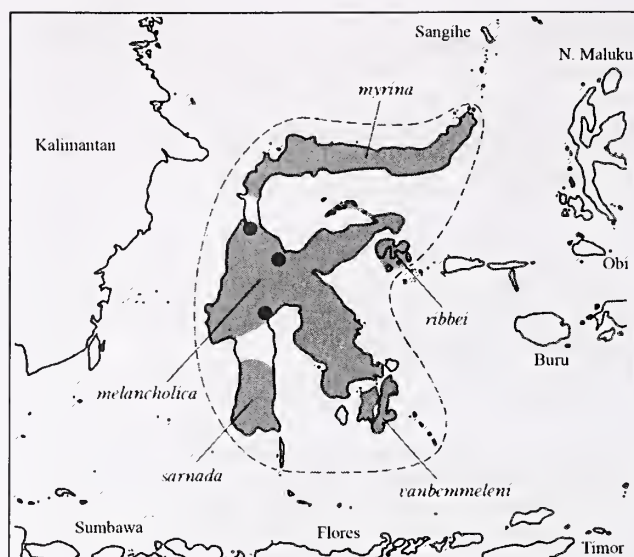 Sangihe
N. Maluku
myrina
Kalimantan
Obi
ribbei
Buru
melancholica
sarnada
vanbemmeleni
Sumbawa
Flores
Timor